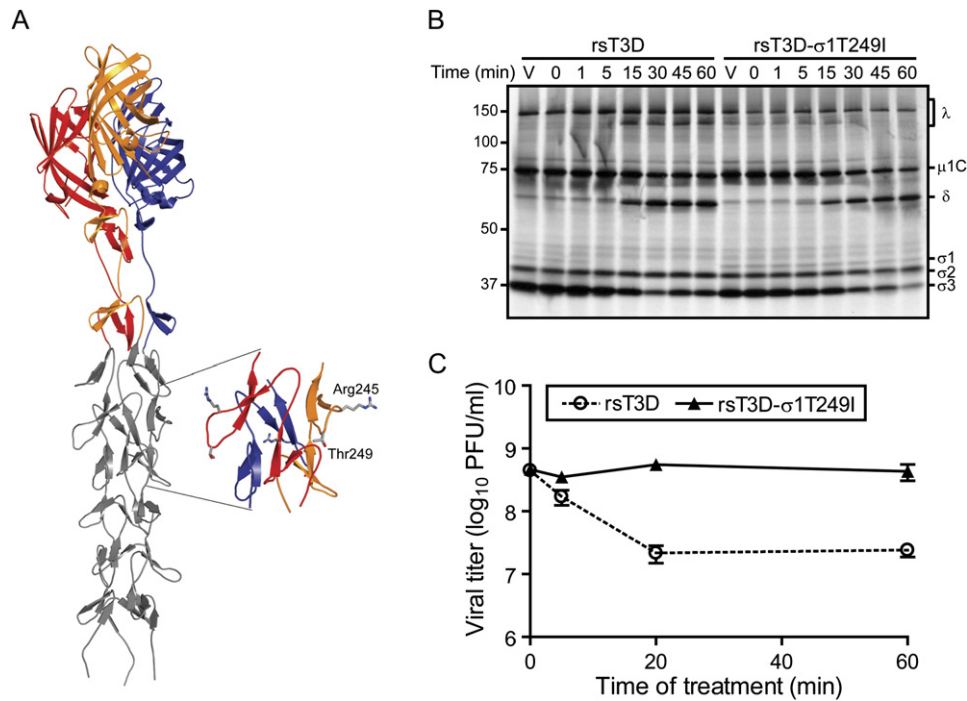 A
B
rsT3D rsT3D-σ1T249I
Time (min) V 0 1 5 15 30 45 60 V 0 1 5 15 30 45 60
150
100
75
50
37
λ
μ1C
δ
σ1
σ2
σ3
Arg245
Thr249
C
rsT3D rsT3D-σ1T249I
Viral titer (log10 PFU/ml)
10
9
8
7
6
0 20 40 60
Time of treatment (min)